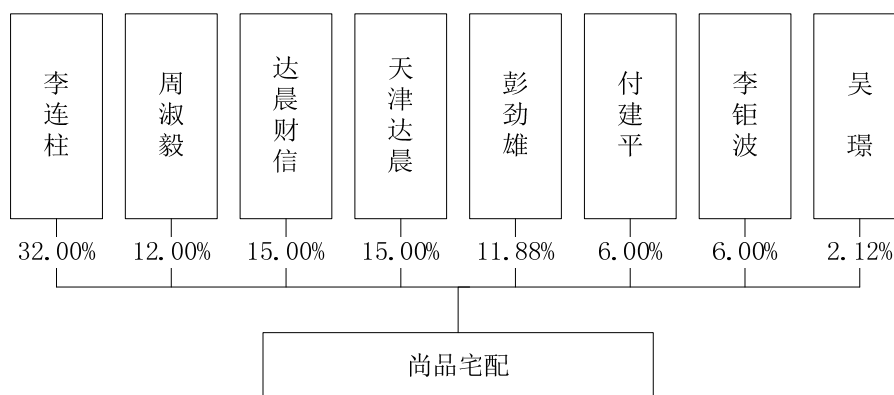 李连柱
周淑毅
达晨财信
天津达晨
彭劲雄
付建平
李钜波
吴璟
32.00%
12.00%
15.00%
15.00%
11.88%
6.00%
6.00%
2.12%
尚品宅配